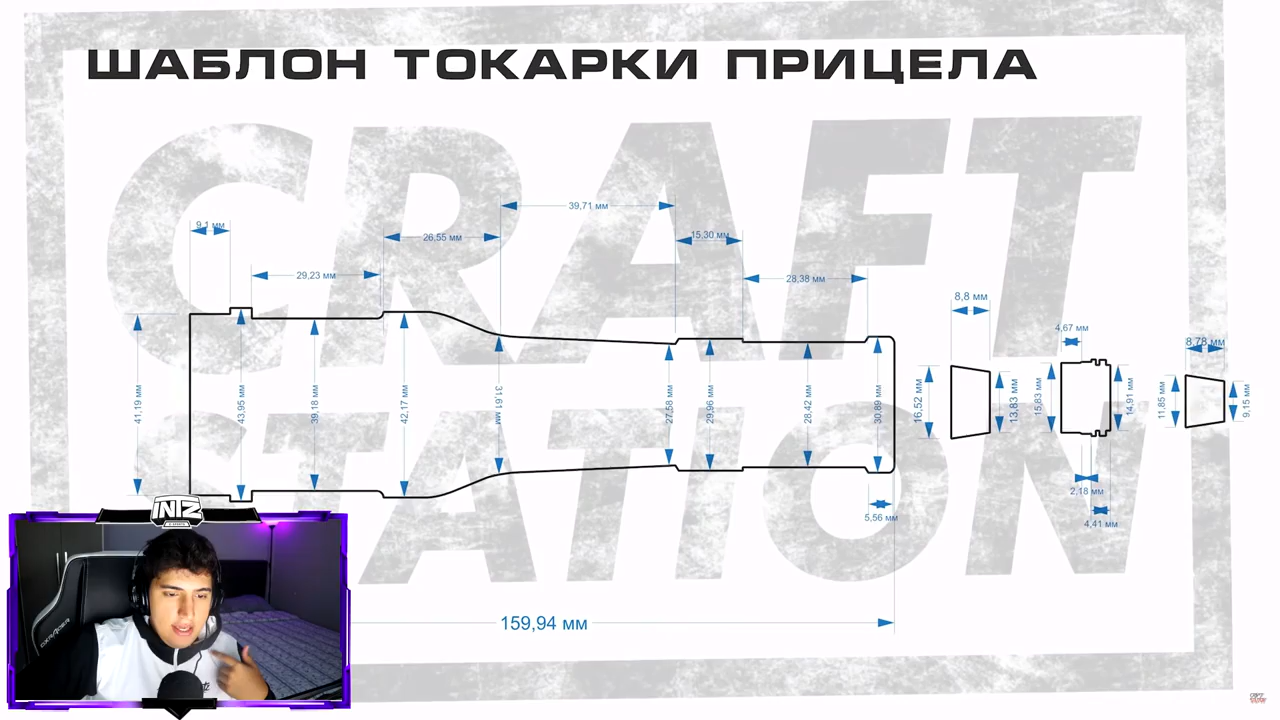 ШАБЛОН ТОКАРКИ ПРИЦЕЛА
CRAFT
STATION
39,71 мм
9,1 мм
26,55 мм
15,30 мм
29,23 мм
28,38 мм
8,8 мм
4,67 мм
8,78 мм
41,19 мм
43,95 мм
39,18 мм
42,17 мм
31,61 мм
27,58 мм
29,96 мм
28,42 мм
30,89 мм
16,52 мм
13,83 мм
15,83 мм
14,91 мм
11,85 мм
9,15 мм
2,18 мм
5,56 мм
4,41 мм
159,94 мм
INTZ
DXRACER